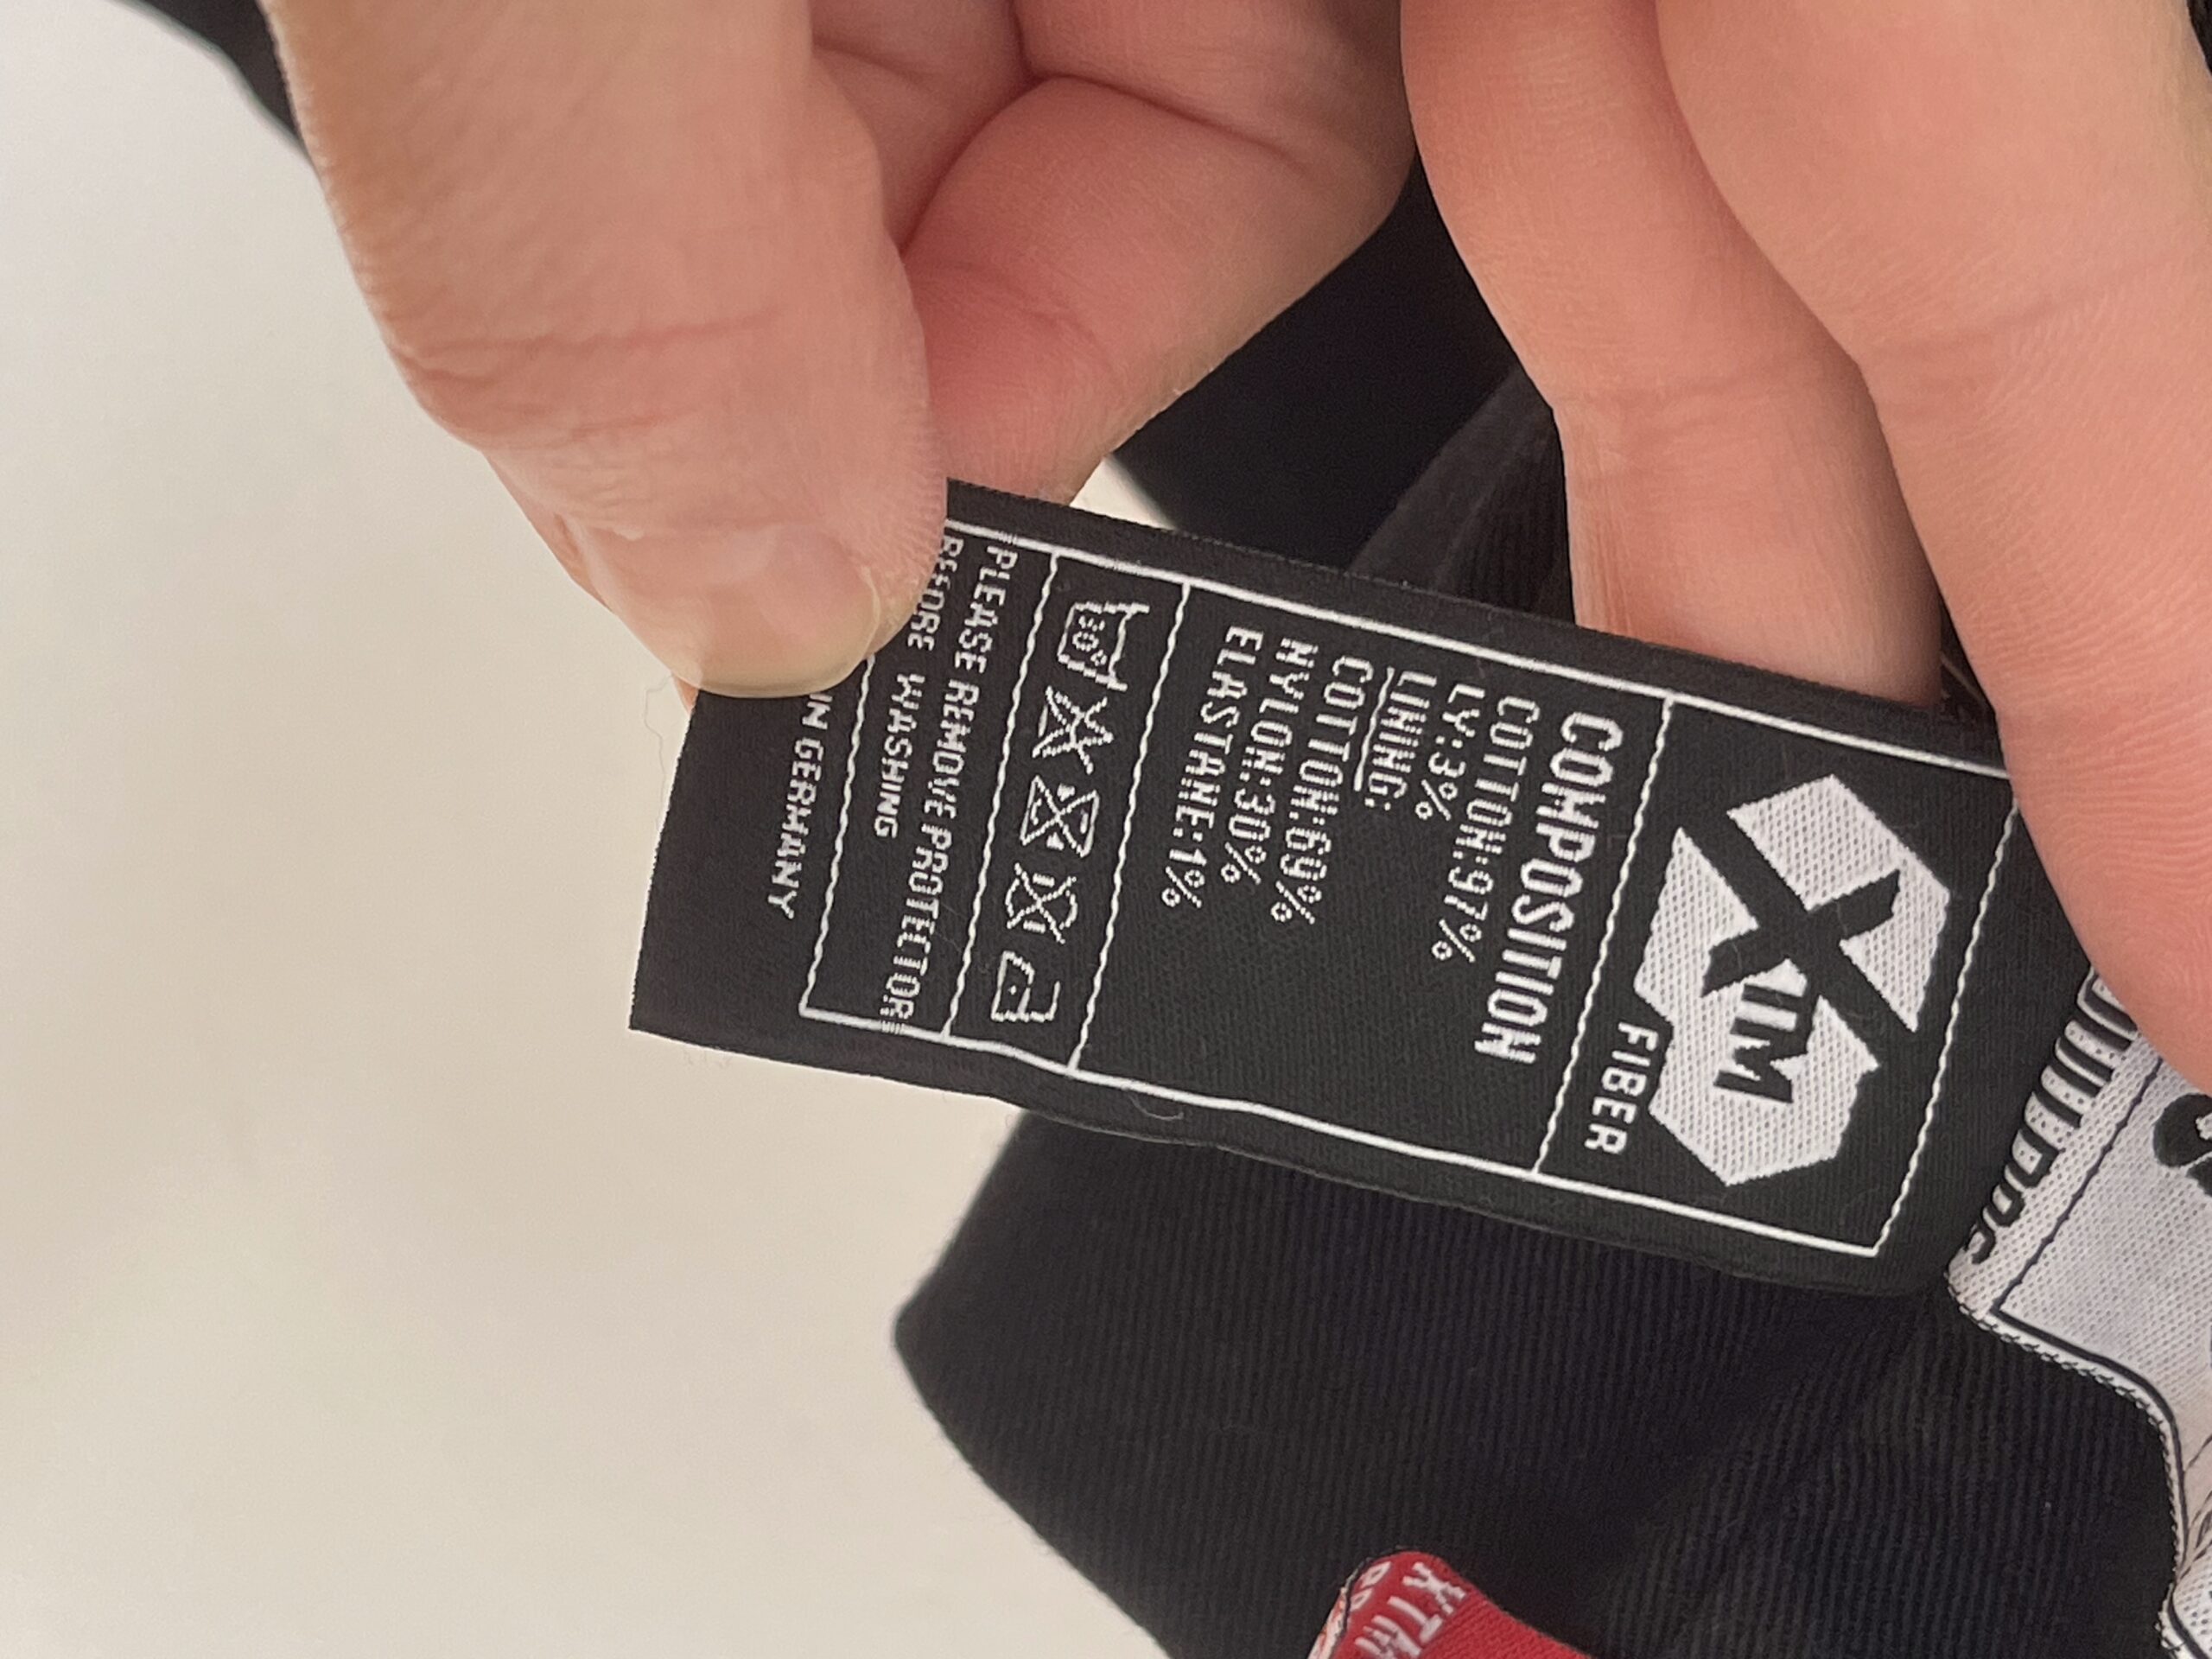 XTM
FIBER
COMPOSITION
COTTON:97%
LY:3%
LINING:
COTTON:69%
NYLON:30%
ELASTANE:1%
30°
PLEASE REMOVE PROTECTOR
BEFORE WASHING
IN GERMANY
XTM